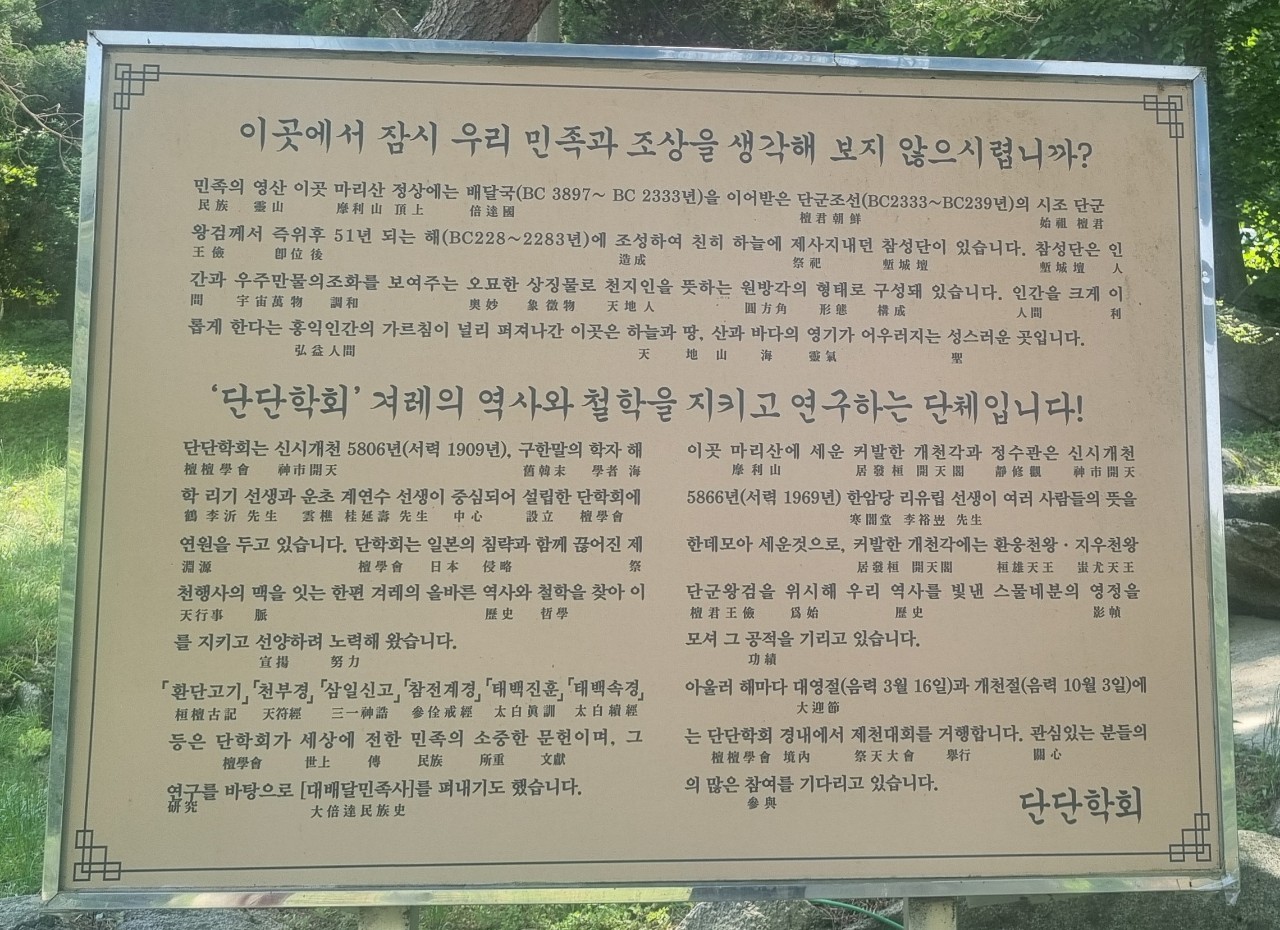 이곳에서 잠시 우리 민족과 조상을 생각해 보지 않으시렵니까?
민족의 영산 이곳 마리산 정상에는 배달국(BC 3897～ BC 2333년)을 이어받은 단군조선(BC2333～BC239년)의 시조 단군
民族 靈山 摩利山 頂上 倍達國 檀君朝鮮 始祖 檀君
왕검께서 즉위후 51년 되는 해(BC228～2283년)에 조성하여 친히 하늘에 제사지내던 참성단이 있습니다. 참성단은 인
王儉 卽位後 造成 祭祀 塹城壇 塹城壇 人
간과 우주만물의조화를 보여주는 오묘한 상징물로 천지인을 뜻하는 원방각의 형태로 구성돼 있습니다. 인간을 크게 이
間 宇宙萬物 調和 奧妙 象徵物 天地人 圓方角 形態 構成 人間 利
롭게 한다는 홍익인간의 가르침이 널리 퍼져나간 이곳은 하늘과 땅, 산과 바다의 영기가 어우러지는 성스러운 곳입니다.
弘益人間 天 地 山 海 靈氣 聖
‘단단학회’ 겨레의 역사와 철학을 지키고 연구하는 단체입니다!
단단학회는 신시개천 5806년(서력 1909년), 구한말의 학자 해
檀檀學會 神市開天 舊韓末 學者 海
학 리기 선생과 운초 계연수 선생이 중심되어 설립한 단학회에
鶴 李沂 先生 雲樵 桂延壽 先生 中心 設立 檀學會
연원을 두고 있습니다. 단학회는 일본의 침략과 함께 끊어진 제
淵源 檀學會 日本 侵略 祭
천행사의 맥을 잇는 한편 겨레의 올바른 역사와 철학을 찾아 이
天行事 脈 歷史 哲學
를 지키고 선양하려 노력해 왔습니다.
宣揚 努力
「환단고기」「천부경」「삼일신고」「참전계경」「태백진훈」「태백속경」
桓檀古記 天符經 三一神誥 參佺戒經 太白眞訓 太白續經
등은 단학회가 세상에 전한 민족의 소중한 문헌이며, 그
檀學會 世上 傳 民族 所重 文獻
연구를 바탕으로 [대배달민족사]를 펴내기도 했습니다.
硏究 大倍達民族史
이곳 마리산에 세운 커발한 개천각과 정수관은 신시개천
摩利山 居發桓 開天閣 靜修觀 神市開天
5866년(서력 1969년) 한암당 리유립 선생이 여러 사람들의 뜻을
寒闇堂 李裕岦 先生
한데모아 세운것으로, 커발한 개천각에는 환웅천왕 · 치우천왕
居發桓 開天閣 桓雄天王 蚩尤天王
단군왕검을 위시해 우리 역사를 빛낸 스물네분의 영정을
檀君王儉 爲始 歷史 影幀
모셔 그 공적을 기리고 있습니다.
功績
아울러 해마다 대영절(음력 3월 16일)과 개천절(음력 10월 3일)에
大迎節
는 단단학회 경내에서 제천대회를 거행합니다. 관심있는 분들의
檀檀學會 境內 祭天大會 擧行 關心
의 많은 참여를 기다리고 있습니다.
參與
단단학회